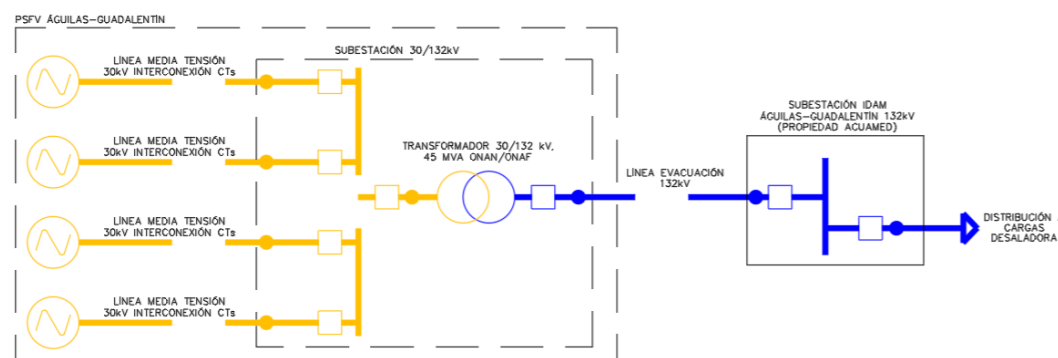 PSFV ÁGUILAS-GUADALENTÍN
SUBESTACIÓN 30/132kV
LÍNEA MEDIA TENSIÓN
30kV INTERCONEXIÓN CTs
LÍNEA MEDIA TENSIÓN
30kV INTERCONEXIÓN CTs
LÍNEA MEDIA TENSIÓN
30kV INTERCONEXIÓN CTs
LÍNEA MEDIA TENSIÓN
30kV INTERCONEXIÓN CTs
TRANSFORMADOR 30/132 kV,
45 MVA ONAN/ONAF
LÍNEA EVACUACIÓN
132kV
SUBESTACIÓN IDAM
ÁGUILAS-GUADALENTÍN 132kV
(PROPIEDAD ACUAMED)
DISTRIBUCIÓN
CARGAS
DESALADORA